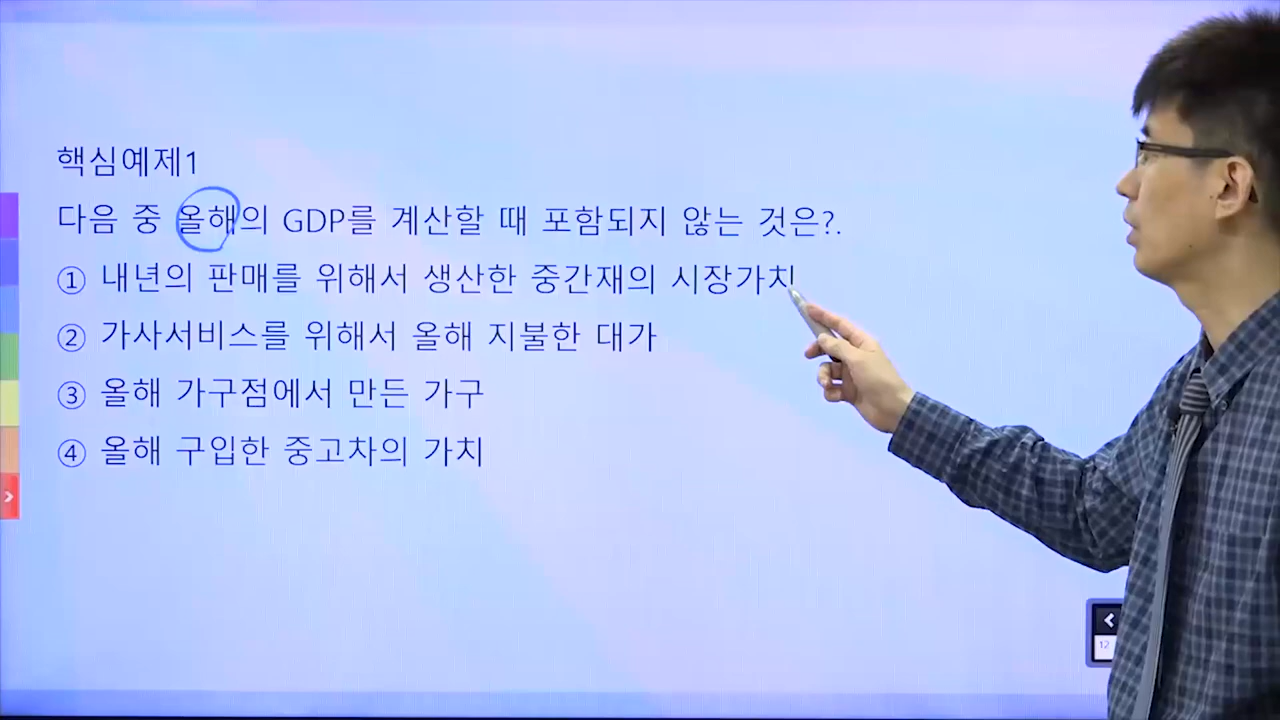 핵심예제1
다음 중 올해의 GDP를 계산할 때 포함되지 않는 것은?.
① 내년의 판매를 위해서 생산한 중간재의 시장가치
② 가사서비스를 위해서 올해 지불한 대가
③ 올해 가구점에서 만든 가구
④ 올해 구입한 중고차의 가치
12